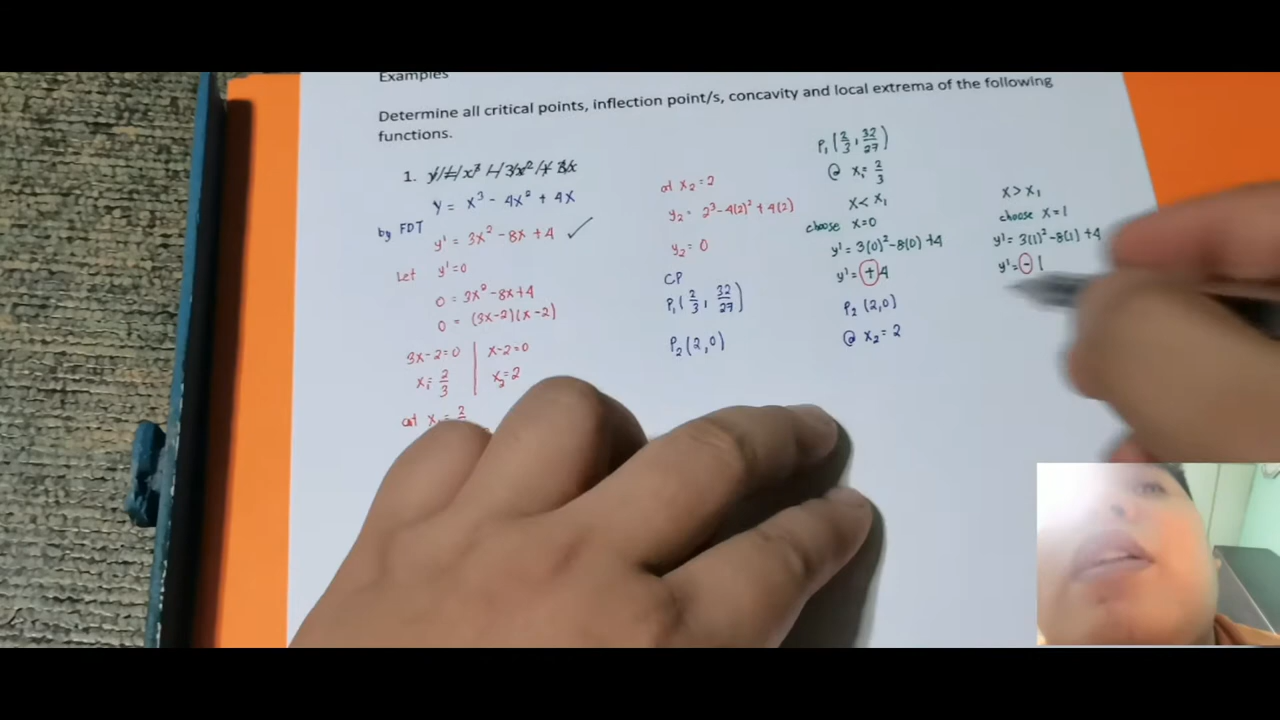 Examples
Determine all critical points, inflection point/s, concavity and local extrema of the following
functions.
1.
y = x³ - 4x² + 4x
by FDT
y' = 3x² - 8x + 4 ✓
Let y' = 0
0 = 3x² - 8x + 4
0 = (3x-2)(x-2)
3x-2=0 | x-2=0
x₁= 2/3 | x₂=2
at x₁ = 2/
at x₂ = 2
y₂ = 2³ - 4(2)² + 4(2)
y₂ = 0
CP
P₁ (2/3, 32/27)
P₂ (2,0)
P₁ (2/3, 32/27)
@ x₁= 2/3
x < x₁
choose x=0
y' = 3(0)² - 8(0) + 4
y' = + 4
P₂ (2,0)
@ x₂ = 2
x > x₁
choose x=1
y' = 3(1)² - 8(1) + 4
y' = - 1